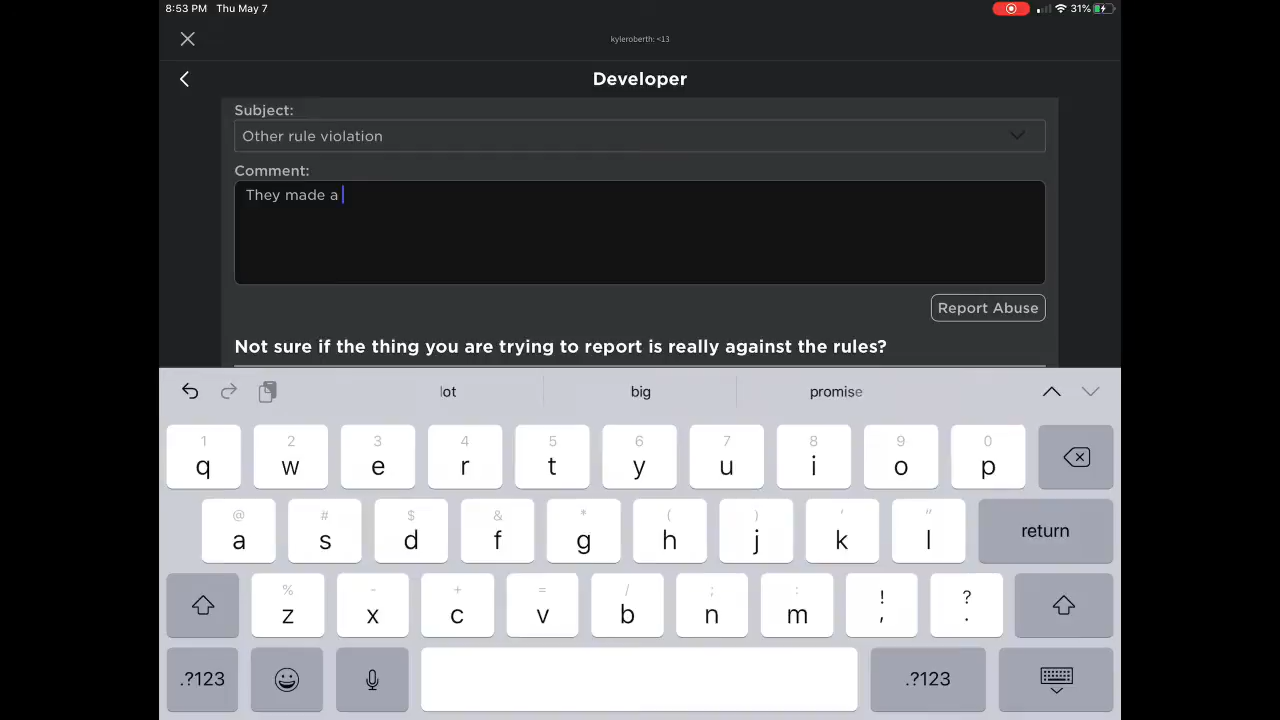 8:53 PM Thu May 7
31%
kyleroberth: <13
Developer
Subject:
Other rule violation
Comment:
They made a
Report Abuse
Not sure if the thing you are trying to report is really against the rules?
lot big promise
1 2 3 4 5 6 7 8 9 0
q w e r t y u i o p
@ # $ & * ( ) ' "
a s d f g h j k l return
% - + = / ; : ! ?
z x c v b n m , .
.?123 .?123